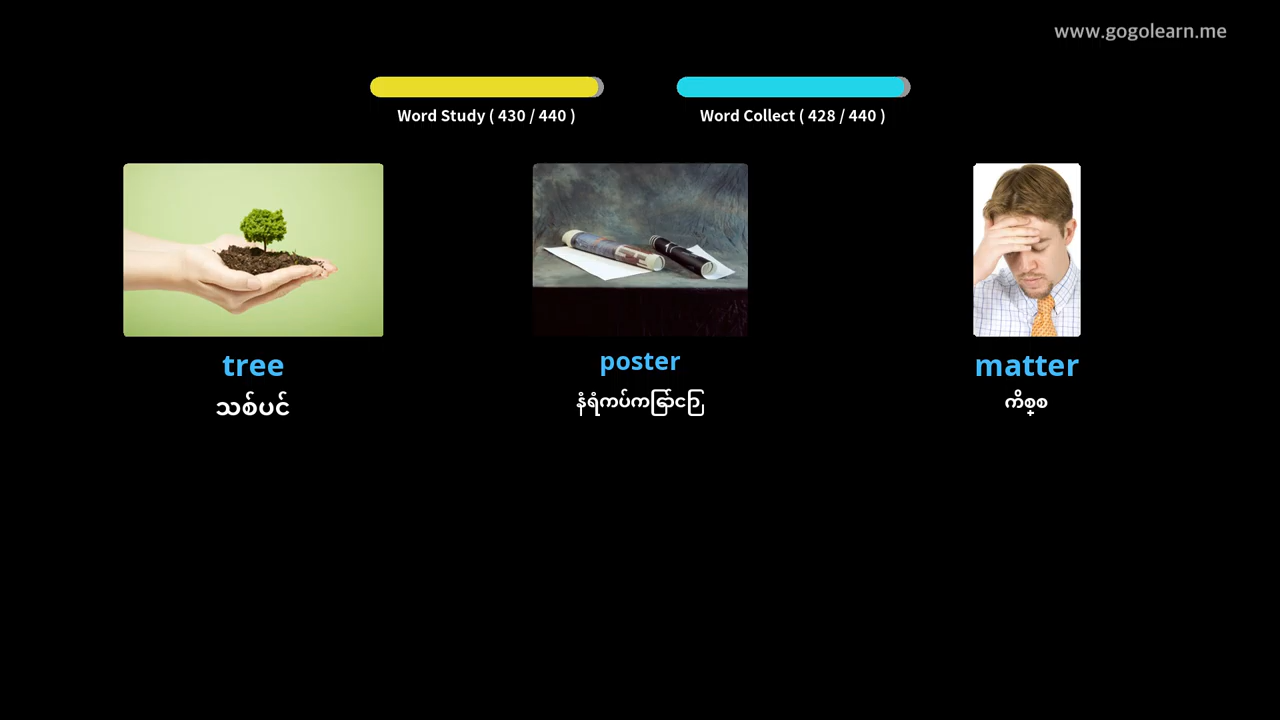 www.gogolearn.me
Word Study ( 430 / 440 )
Word Collect ( 428 / 440 )
tree
poster
matter
သစ်ပင်
နံရံကပ်ကြော်ငြာ
ကိစ္စ